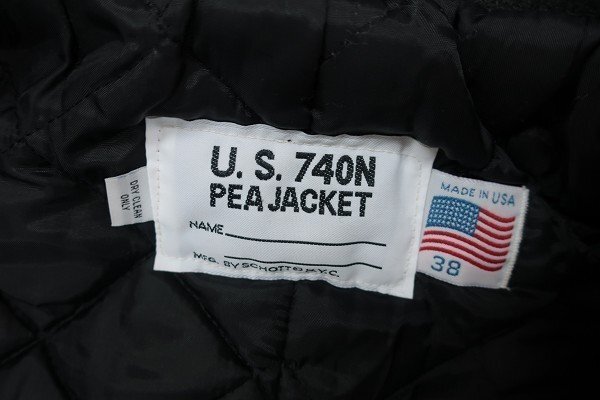 DRY CLEAN
ONLY
U. S. 740N
PEA JACKET
NAME
MFG. BY SCHOTT N.Y.C.
MADE IN USA
38